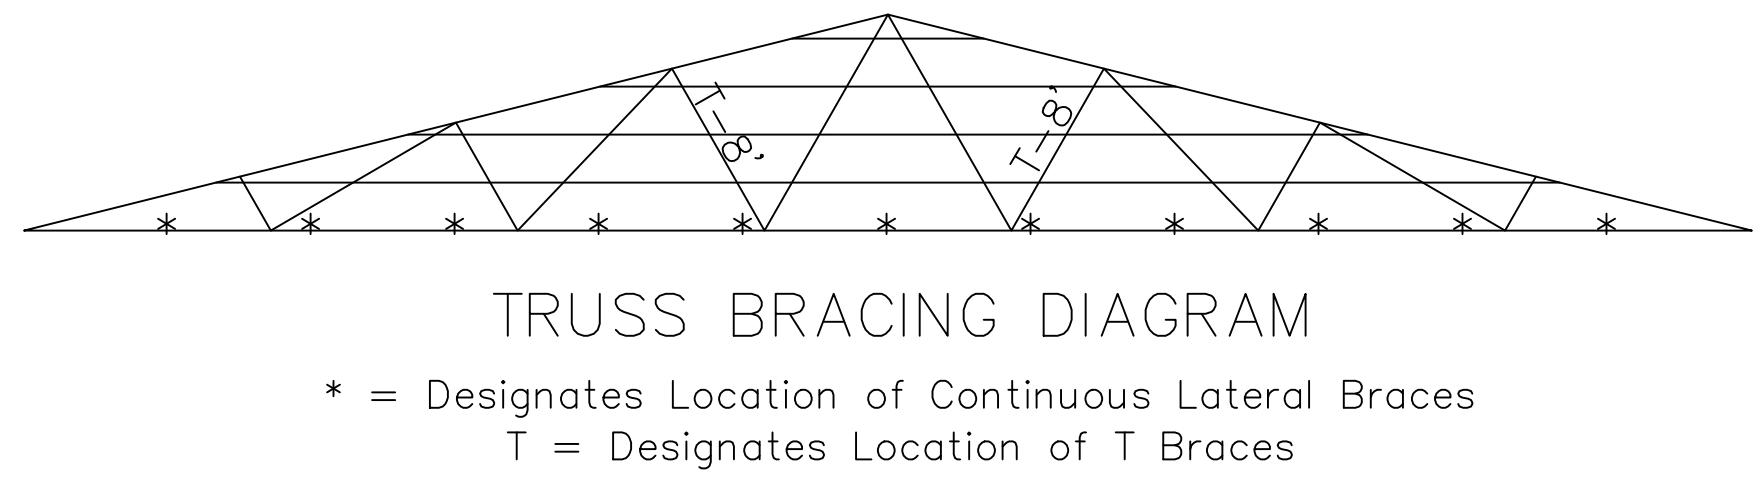 T-8'
T-8'
* * * * * * * * * * *
TRUSS BRACING DIAGRAM
* = Designates Location of Continuous Lateral Braces
T = Designates Location of T Braces